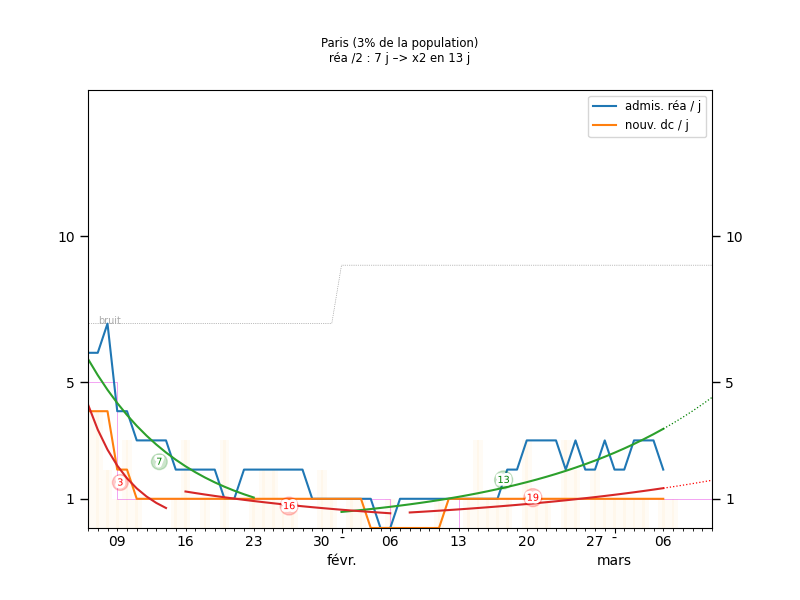 Paris (3% de la population)
réa /2 : 7 j –> x2 en 13 j
admis. réa / j
nouv. dc / j
10 10
bruit
5 5
7
13
3
19
16
1 1
09 16 23 30 - 06 13 20 27 - 06
févr. mars